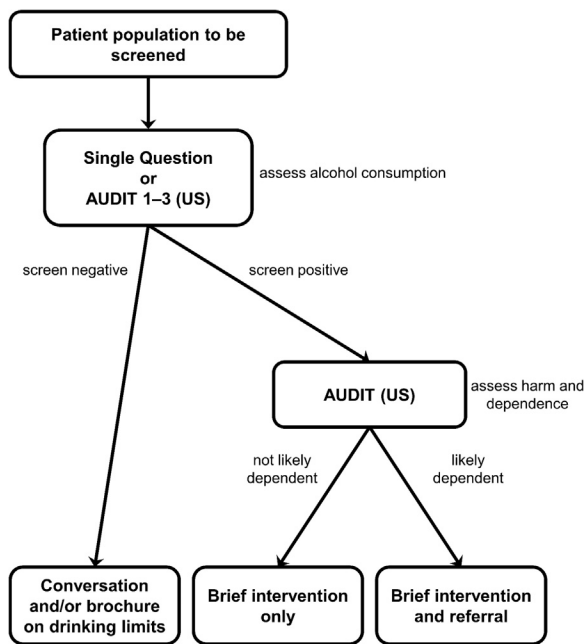 Patient population to be
screened
Single Question
or
AUDIT 1–3 (US)
assess alcohol consumption
screen negative
screen positive
AUDIT (US)
assess harm and
dependence
not likely
dependent
likely
dependent
Conversation
and/or brochure
on drinking limits
Brief intervention
only
Brief intervention
and referral